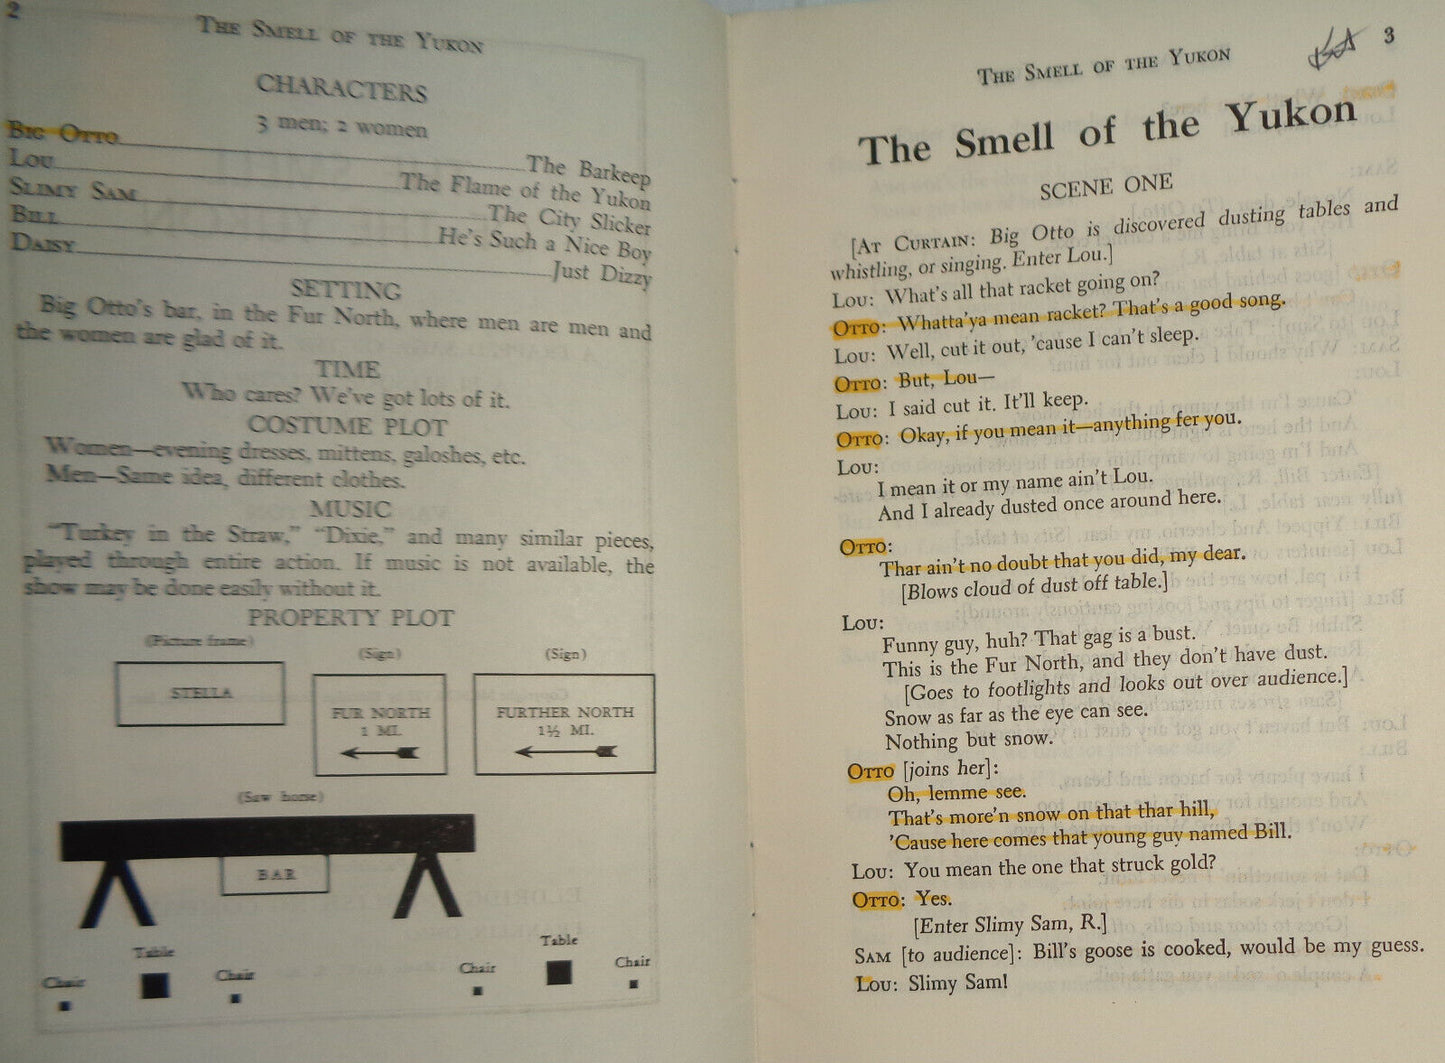 2
The Smell of the Yukon
CHARACTERS
3 men; 2 women
Big Otto The Barkeep
Lou The Flame of the Yukon
Slimy Sam The City Slicker
Bill He's Such a Nice Boy
Daisy Just Dizzy
SETTING
Big Otto's bar, in the Fur North, where men are men and
the women are glad of it.
TIME
Who cares? We've got lots of it.
COSTUME PLOT
Women—evening dresses, mittens, galoshes, etc.
Men—Same idea, different clothes.
MUSIC
"Turkey in the Straw," "Dixie," and many similar pieces,
played through entire action. If music is not available, the
show may be done easily without it.
PROPERTY PLOT
(Picture frame)
(Sign)
(Sign)
STELLA
FUR NORTH
1 MI.
FURTHER NORTH
1½ MI.
(Saw horse)
BAR
Table
Chair
Chair
Table
Chair
Chair
The Smell of the Yukon
3
The Smell of the Yukon
SCENE ONE
[At Curtain: Big Otto is discovered dusting tables and
whistling, or singing. Enter Lou.]
Lou: What's all that racket going on?
Otto: Whatta'ya mean racket? That's a good song.
Lou: Well, cut it out, 'cause I can't sleep.
Otto: But, Lou—
Lou: I said cut it. It'll keep.
Otto: Okay, if you mean it—anything fer you.
Lou:
I mean it or my name ain't Lou.
And I already dusted once around here.
Otto:
Thar ain't no doubt that you did, my dear.
[Blows cloud of dust off table.]
Lou:
Funny guy, huh? That gag is a bust.
This is the Fur North, and they don't have dust.
[Goes to footlights and looks out over audience.]
Snow as far as the eye can see.
Nothing but snow.
Otto [joins her]:
Oh, lemme see.
That's more'n snow on that thar hill,
'Cause here comes that young guy named Bill.
Lou: You mean the one that struck gold?
Otto: Yes.
[Enter Slimy Sam, R.]
Sam [to audience]: Bill's goose is cooked, would be my guess.
Lou: Slimy Sam!